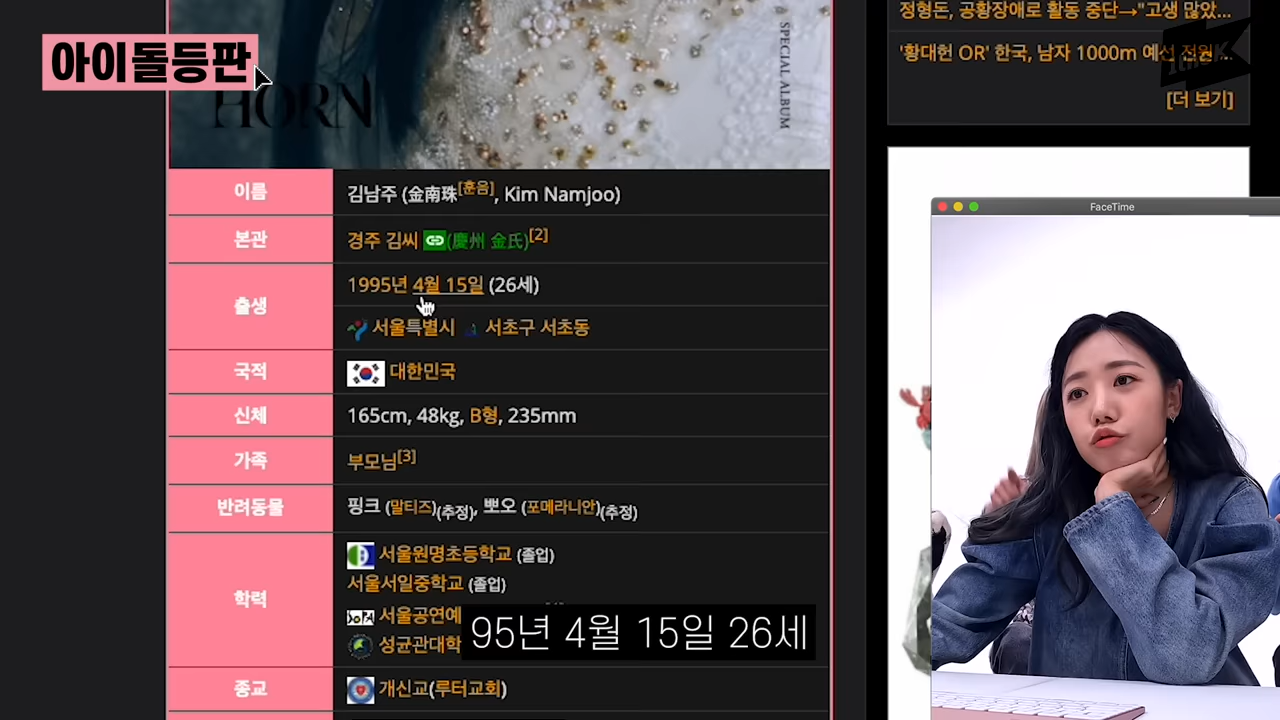 아이돌등판
HORN
SPECIAL ALBUM
정형돈, 공황장애로 활동 중단→"고생 많았...
'황대헌 OR' 한국, 남자 1000m 예선 전원...
[더 보기]
이름
김남주 (金南珠[훈음], Kim Namjoo)
본관
경주 김씨 (慶州 金氏)[2]
출생
1995년 4월 15일 (26세)
서울특별시 서초구 서초동
국적
대한민국
신체
165cm, 48kg, B형, 235mm
가족
부모님[3]
반려동물
핑크 (말티즈)(추정), 뽀오 (포메라니안)(추정)
학력
서울원명초등학교 (졸업)
서울서일중학교 (졸업)
서울공연예
성균관대학
종교
개신교(루터교회)
FaceTime
95년 4월 15일 26세